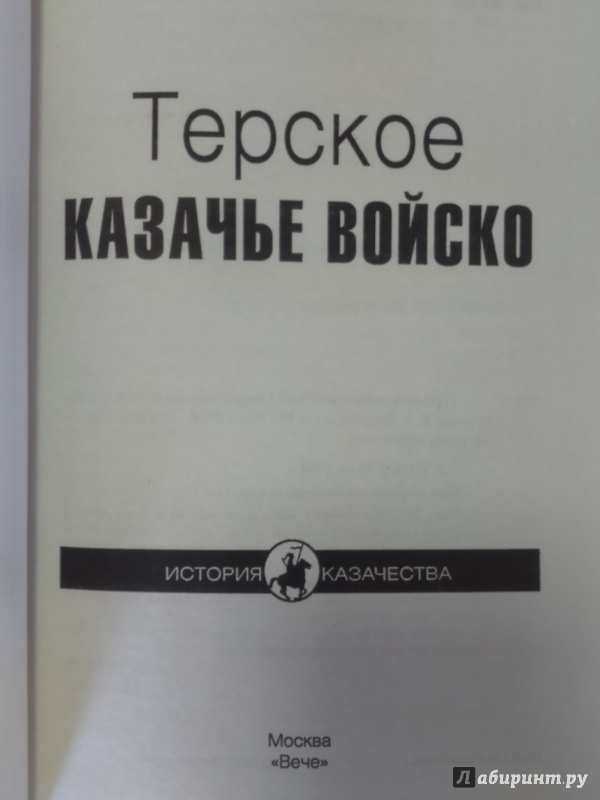 Терское
КАЗАЧЬЕ ВОЙСКО
ИСТОРИЯ КАЗАЧЕСТВА
Москва
«Вече»
Лабиринт.ру